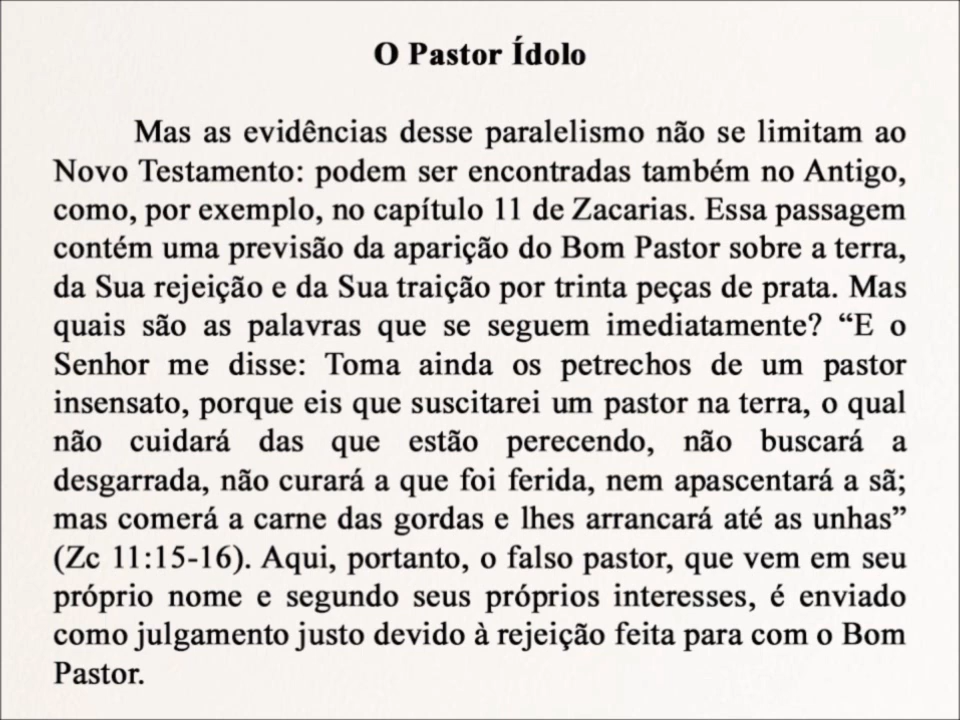 O Pastor Ídolo
Mas as evidências desse paralelismo não se limitam ao
Novo Testamento: podem ser encontradas também no Antigo,
como, por exemplo, no capítulo 11 de Zacarias. Essa passagem
contém uma previsão da aparição do Bom Pastor sobre a terra,
da Sua rejeição e da Sua traição por trinta peças de prata. Mas
quais são as palavras que se seguem imediatamente? “E o
Senhor me disse: Toma ainda os petrechos de um pastor
insensato, porque eis que suscitarei um pastor na terra, o qual
não cuidará das que estão perecendo, não buscará a
desgarrada, não curará a que foi ferida, nem apascentará a sã;
mas comerá a carne das gordas e lhes arrancará até as unhas”
(Zc 11:15-16). Aqui, portanto, o falso pastor, que vem em seu
próprio nome e segundo seus próprios interesses, é enviado
como julgamento justo devido à rejeição feita para com o Bom
Pastor.